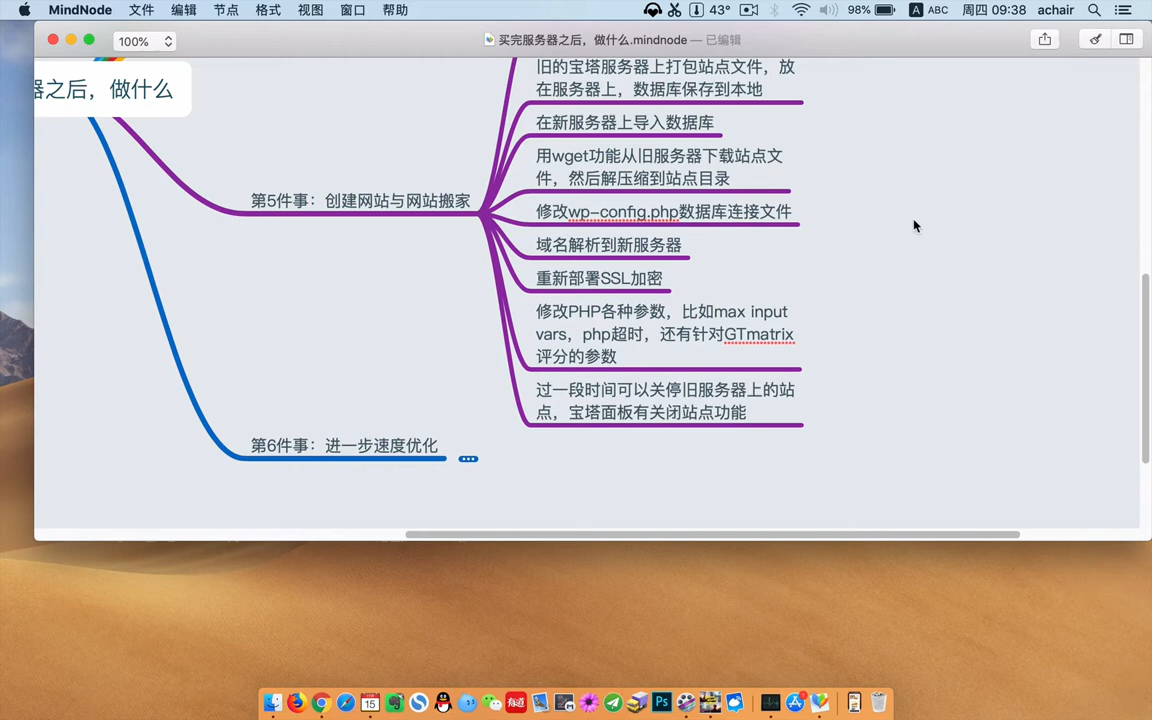 MindNode 文件 编辑 节点 格式 视图 窗口 帮助 43° 98% A ABC 周四 09:38 achair
100% 买完服务器之后，做什么.mindnode — 已编辑
器之后，做什么
旧的宝塔服务器上打包站点文件，放
在服务器上，数据库保存到本地
在新服务器上导入数据库
用wget功能从旧服务器下载站点文
件，然后解压缩到站点目录
第5件事：创建网站与网站搬家
修改wp-config.php数据库连接文件
域名解析到新服务器
重新部署SSL加密
修改PHP各种参数，比如max input
vars，php超时，还有针对GTmatrix
评分的参数
过一段时间可以关停旧服务器上的站
点，宝塔面板有关闭站点功能
第6件事：进一步速度优化
15 有道 Ps